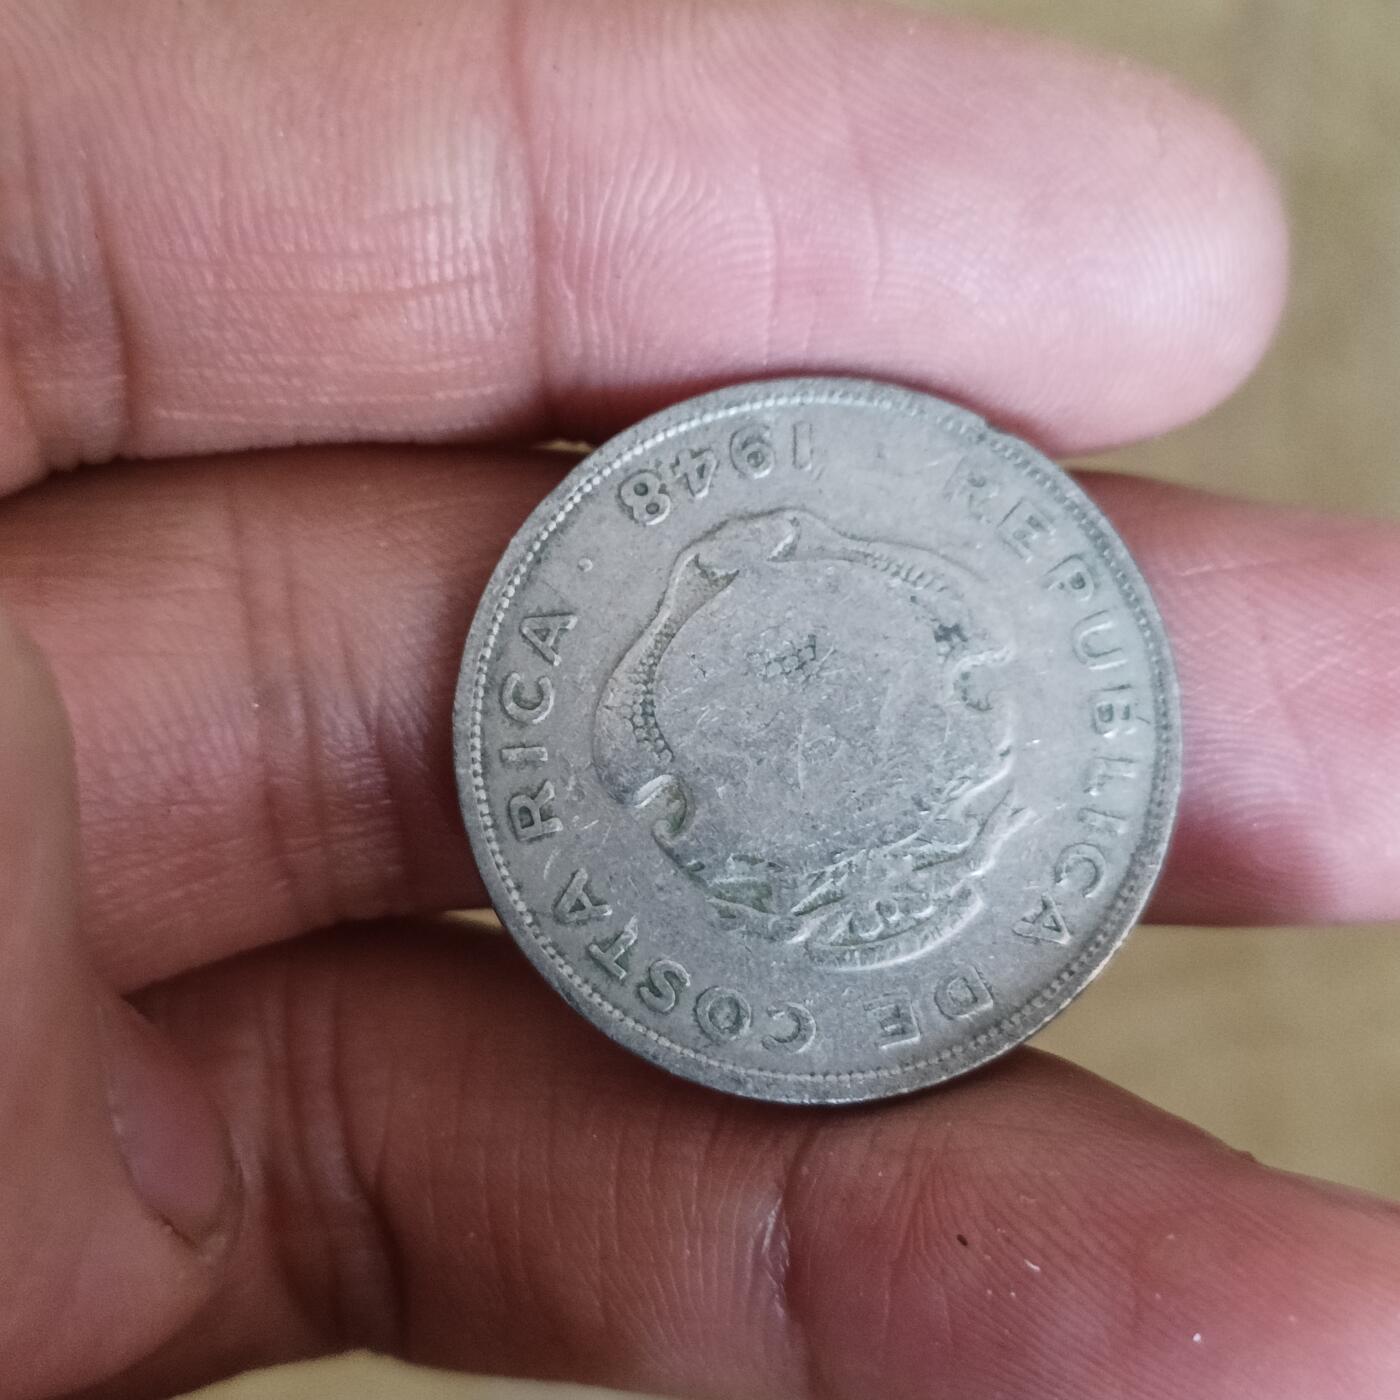 REPUBLICA DE COSTA RICA .
1948